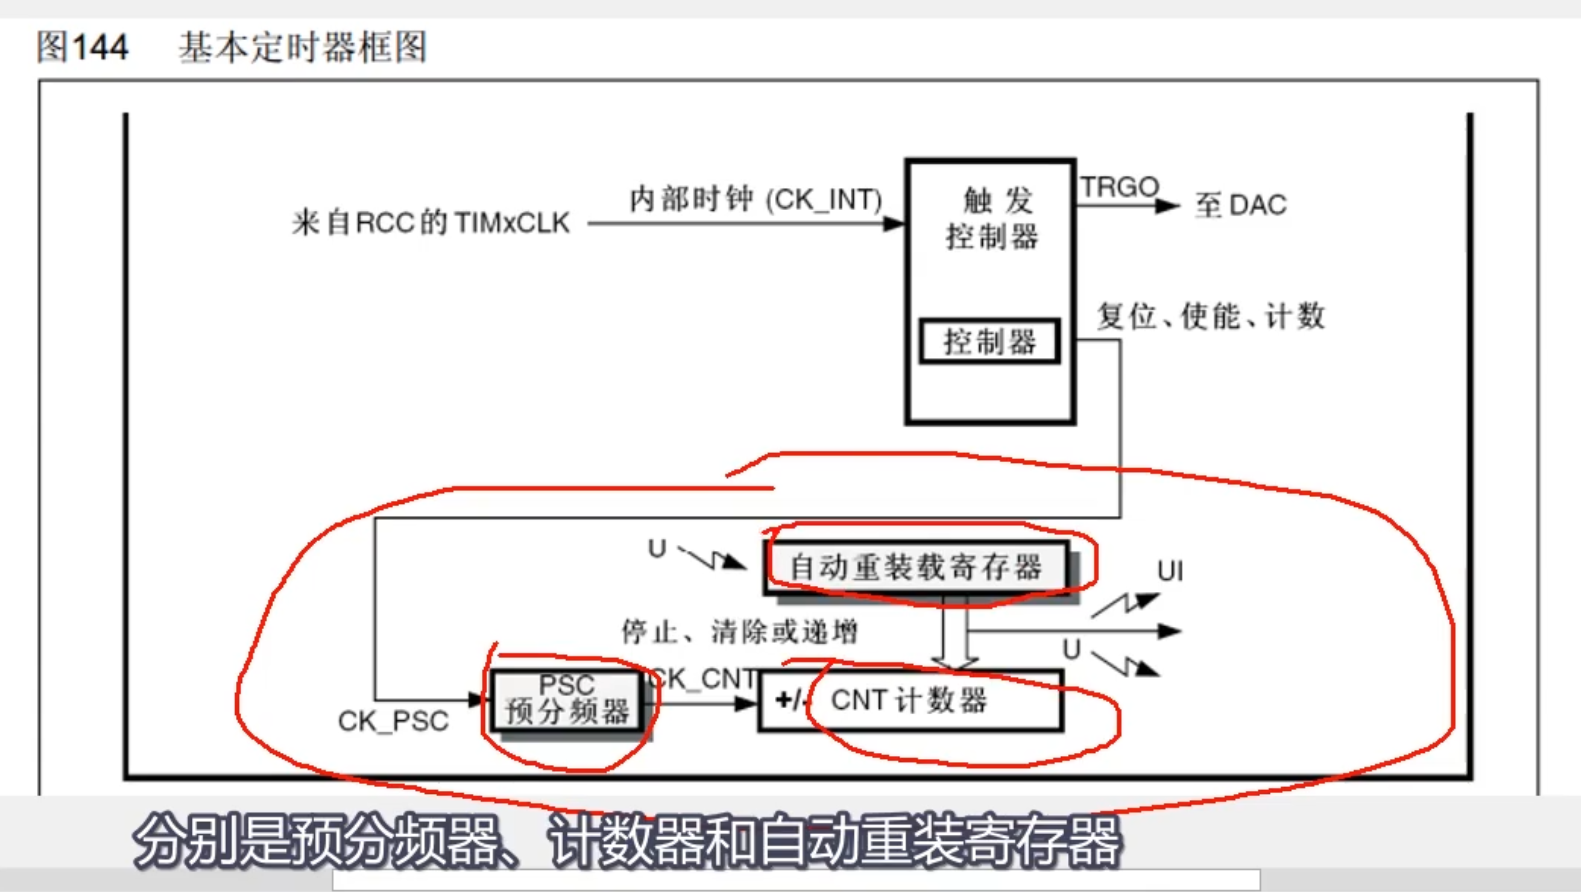 图144 基本定时器框图
来自RCC的TIMxCLK
内部时钟 (CK_INT)
触发
控制器
TRGO
至DAC
控制器
复位、使能、计数
U
自动重装载寄存器
UI
停止、清除或递增
U
CK_PSC
PSC
预分频器
CK_CNT
+/- CNT 计数器
分别是预分频器、计数器和自动重装寄存器